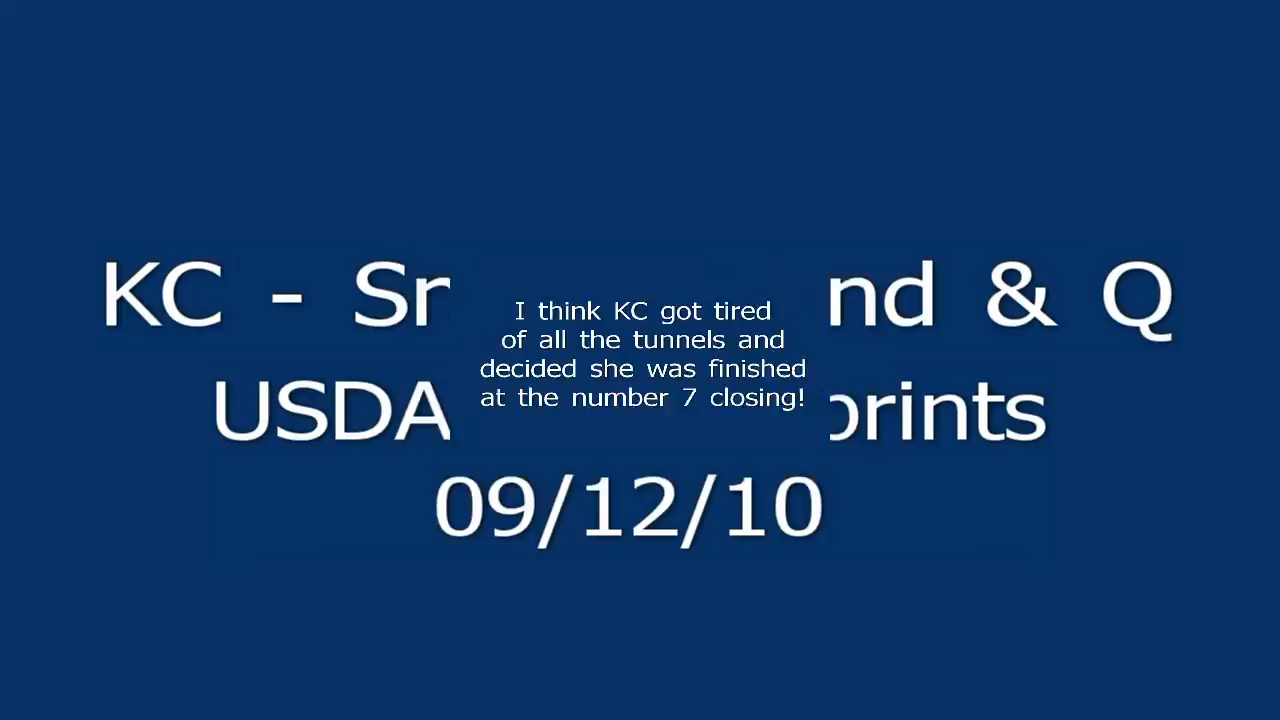 KC - Sr nd & Q
I think KC got tired
of all the tunnels and
decided she was finished
at the number 7 closing!
USDA prints
09/12/10